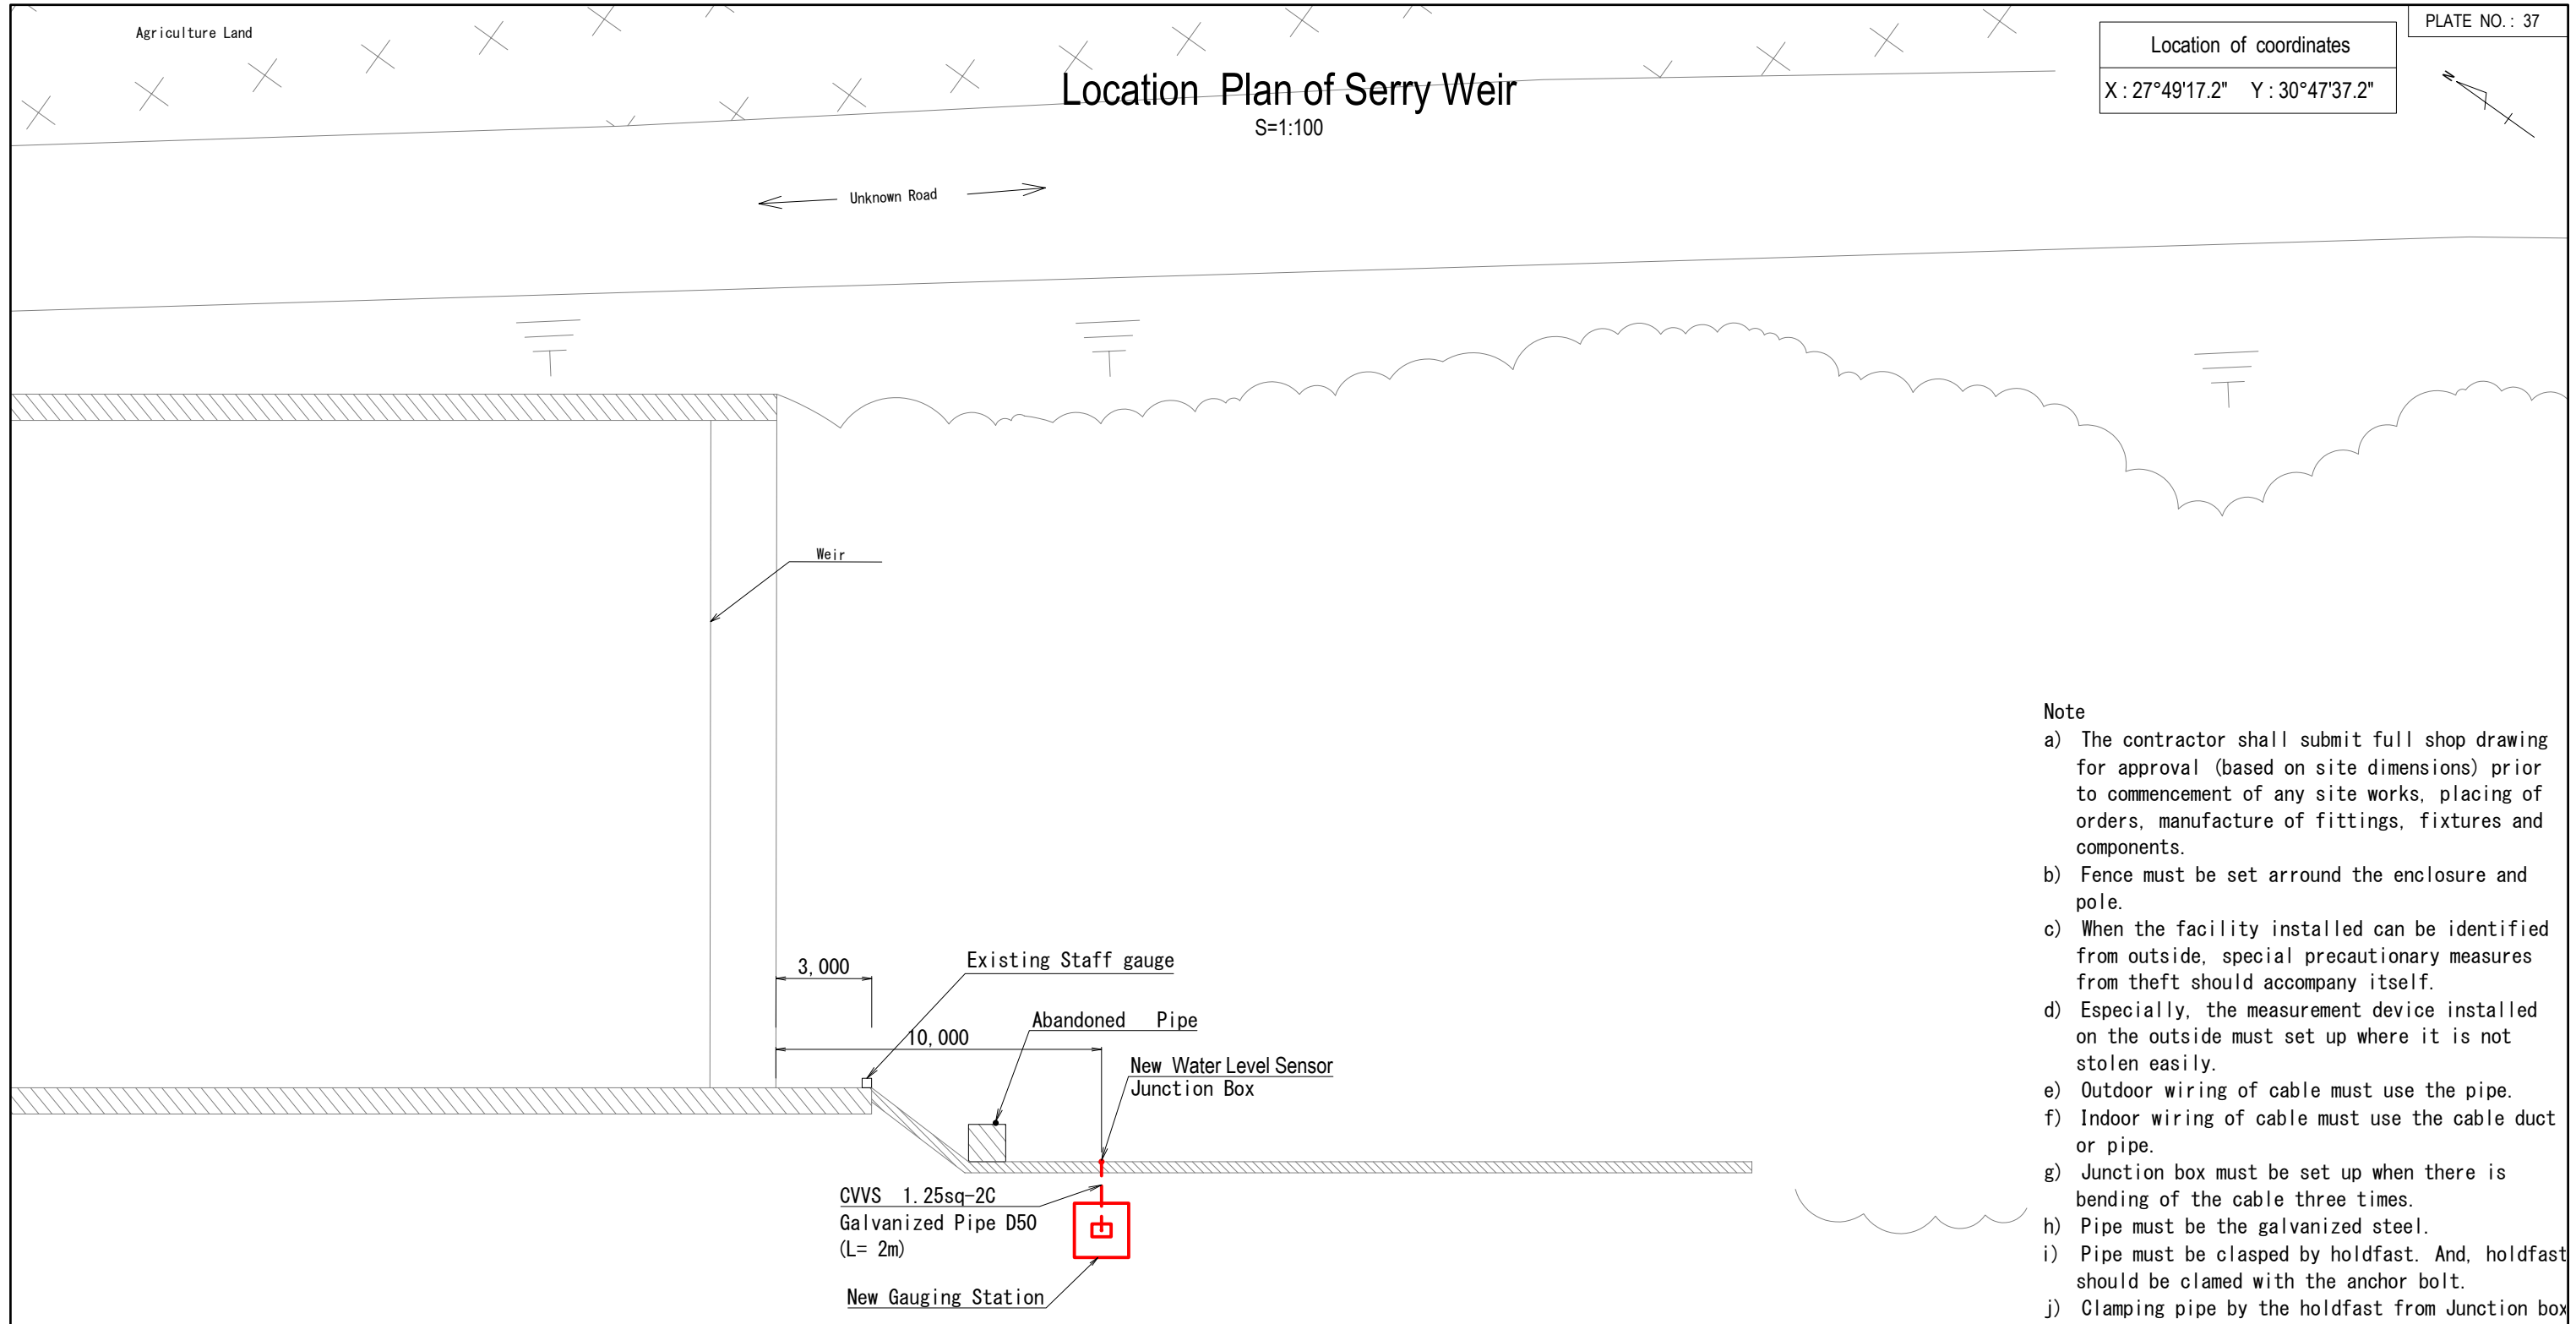 Agriculture Land
PLATE NO.: 37
Location of coordinates
X : 27°49'17.2" Y : 30°47'37.2"
N
Location Plan of Serry Weir
S=1:100
Unknown Road
Weir
3,000
Existing Staff gauge
Abandoned Pipe
10,000
New Water Level Sensor
Junction Box
CVVS 1.25sq-2C
Galvanized Pipe D50
(L= 2m)
New Gauging Station
Note
a) The contractor shall submit full shop drawing
for approval (based on site dimensions) prior
to commencement of any site works, placing of
orders, manufacture of fittings, fixtures and
components.
b) Fence must be set arround the enclosure and
pole.
c) When the facility installed can be identified
from outside, special precautionary measures
from theft should accompany itself.
d) Especially, the measurement device installed
on the outside must set up where it is not
stolen easily.
e) Outdoor wiring of cable must use the pipe.
f) Indoor wiring of cable must use the cable duct
or pipe.
g) Junction box must be set up when there is
bending of the cable three times.
h) Pipe must be the galvanized steel.
i) Pipe must be clasped by holdfast. And, holdfast
should be clamed with the anchor bolt.
j) Clamping pipe by the holdfast from Junction box